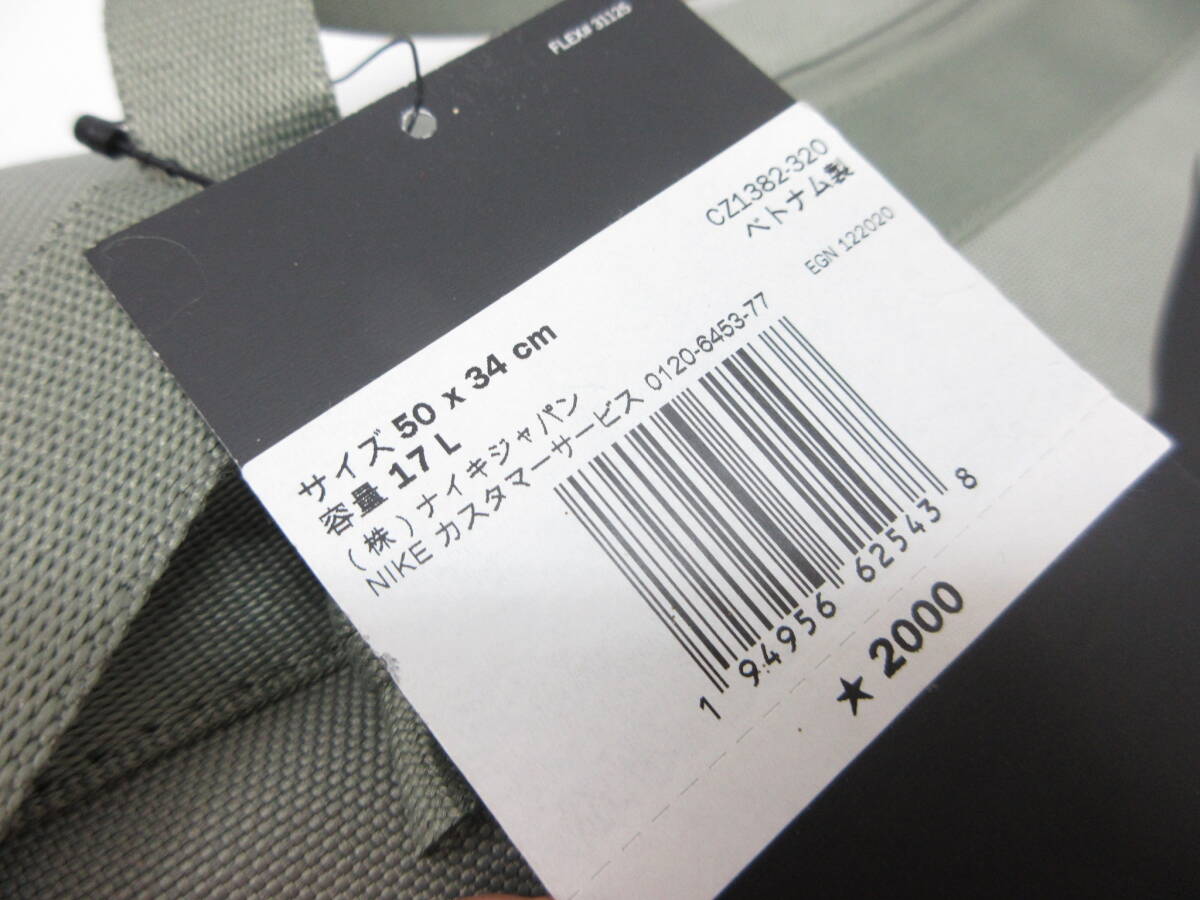 FLEX# 31125
CZ1382-320
ベトナム製
EGN 122020
サイズ 50 x 34 cm
容量 17 L
(株)ナイキジャパン
NIKE カスタマーサービス 0120-6453-77
1 94956 62543 8
★ 2000